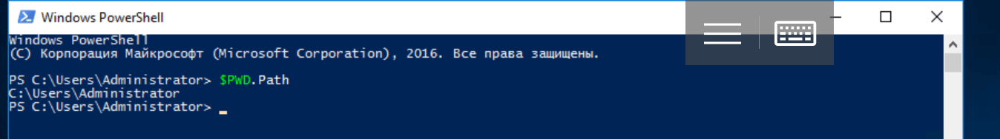 Windows PowerShell
Windows PowerShell
(C) Корпорация Майкрософт (Microsoft Corporation), 2016. Все права защищены.
PS C:\Users\Administrator> $PWD.Path
C:\Users\Administrator
PS C:\Users\Administrator> _